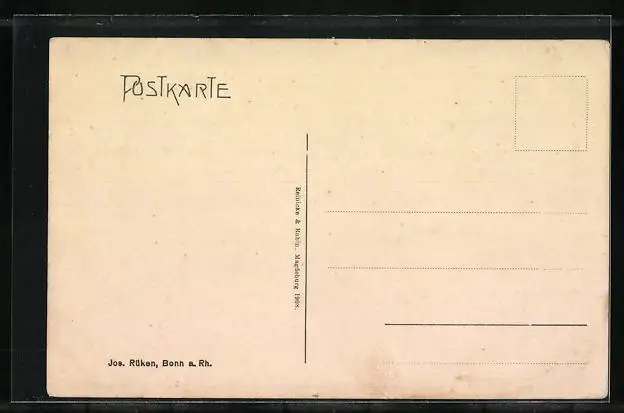 POSTKARTE
Reinicke & Rubin, Magdeburg 1908.
Jos. Rüken, Bonn a. Rh.